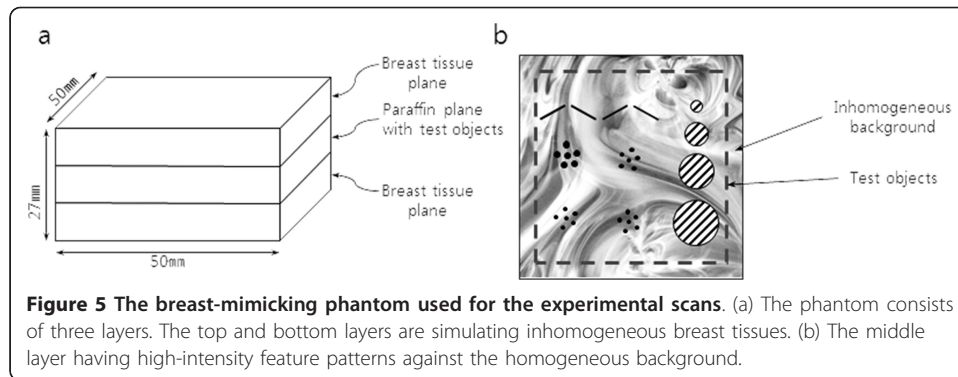 a
50mm
27mm
50mm
Breast tissue
plane
Paraffin plane
with test objects
Breast tissue
plane
b
Inhomogeneous
background
Test objects
Figure 5 The breast-mimicking phantom used for the experimental scans. (a) The phantom consists
of three layers. The top and bottom layers are simulating inhomogeneous breast tissues. (b) The middle
layer having high-intensity feature patterns against the homogeneous background.